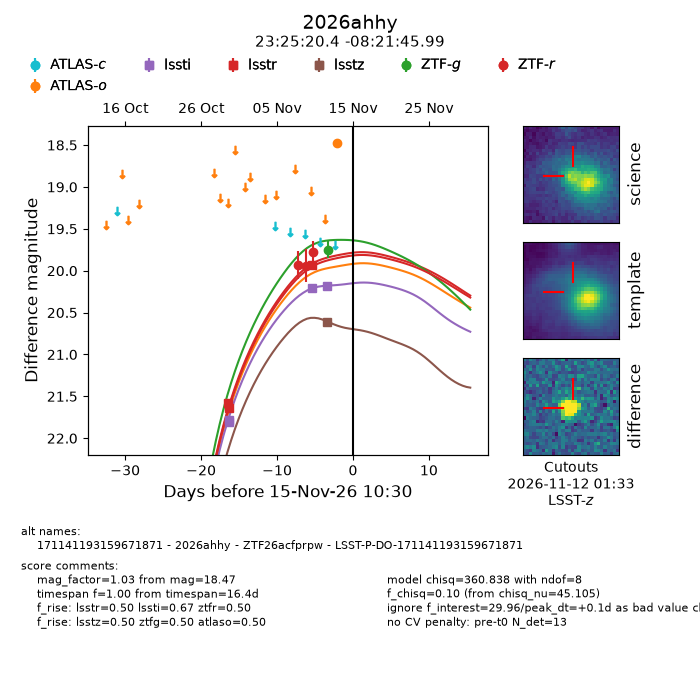 2026ahhy
23:25:20.4 -08:21:45.99
ATLAS-c
lssti
lsstr
lsstz
ZTF-g
ZTF-r
ATLAS-o
16 Oct 26 Oct 05 Nov 15 Nov 25 Nov
18.5
19.0
19.5
20.0
20.5
21.0
21.5
22.0
Difference magnitude
−30 −20 −10 0 10
Days before 15-Nov-26 10:30
science
template
difference
Cutouts
2026-11-12 01:33
LSST-z
alt names:
171141193159671871 - 2026ahhy - ZTF26acfprpw - LSST-P-DO-171141193159671871
score comments:
mag_factor=1.03 from mag=18.47
timespan f=1.00 from timespan=16.4d
f_rise: lsstr=0.50 lssti=0.67 ztfr=0.50
f_rise: lsstz=0.50 ztfg=0.50 atlaso=0.50
model chisq=360.838 with ndof=8
f_chisq=0.10 (from chisq_nu=45.105)
ignore f_interest=29.96/peak_dt=+0.1d as bad value cl
no CV penalty: pre-t0 N_det=13